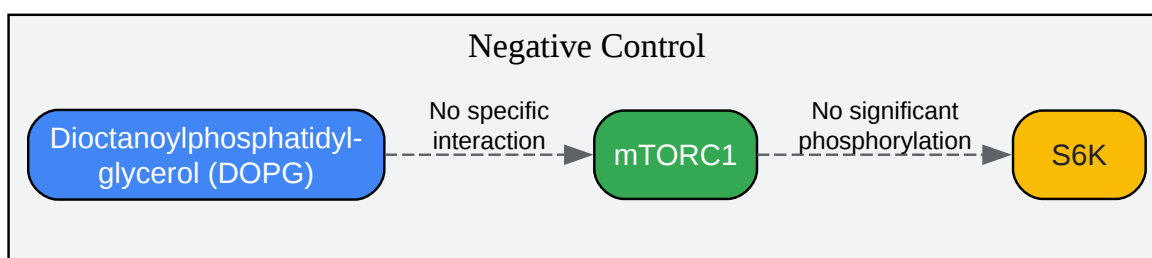 Negative Control
Dioctanoylphosphatidyl-
glycerol (DOPG)
No specific
interaction
mTORC1
No significant
phosphorylation
S6K